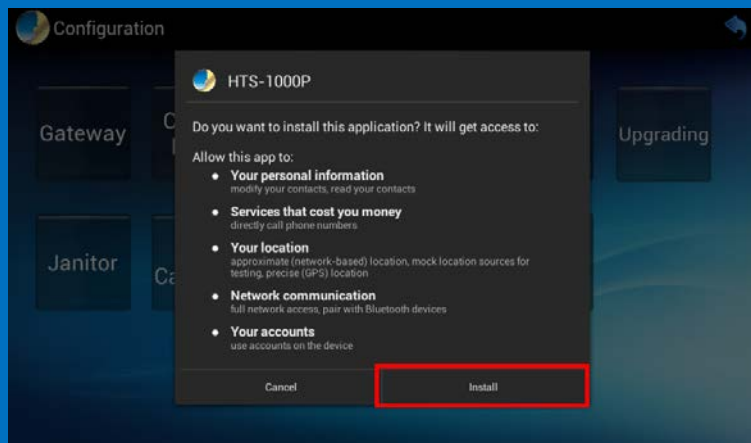 Configuration
HTS-1000P
Do you want to install this application? It will get access to:
Allow this app to:
Your personal information
modify your contacts, read your contacts
Services that cost you money
directly call phone numbers
Your location
approximate (network-based) location, mock location sources for
testing, precise (GPS) location
Network communication
full network access, pair with Bluetooth devices
Your accounts
use accounts on the device
Cancel
Install
Gateway
Upgrading
Janitor